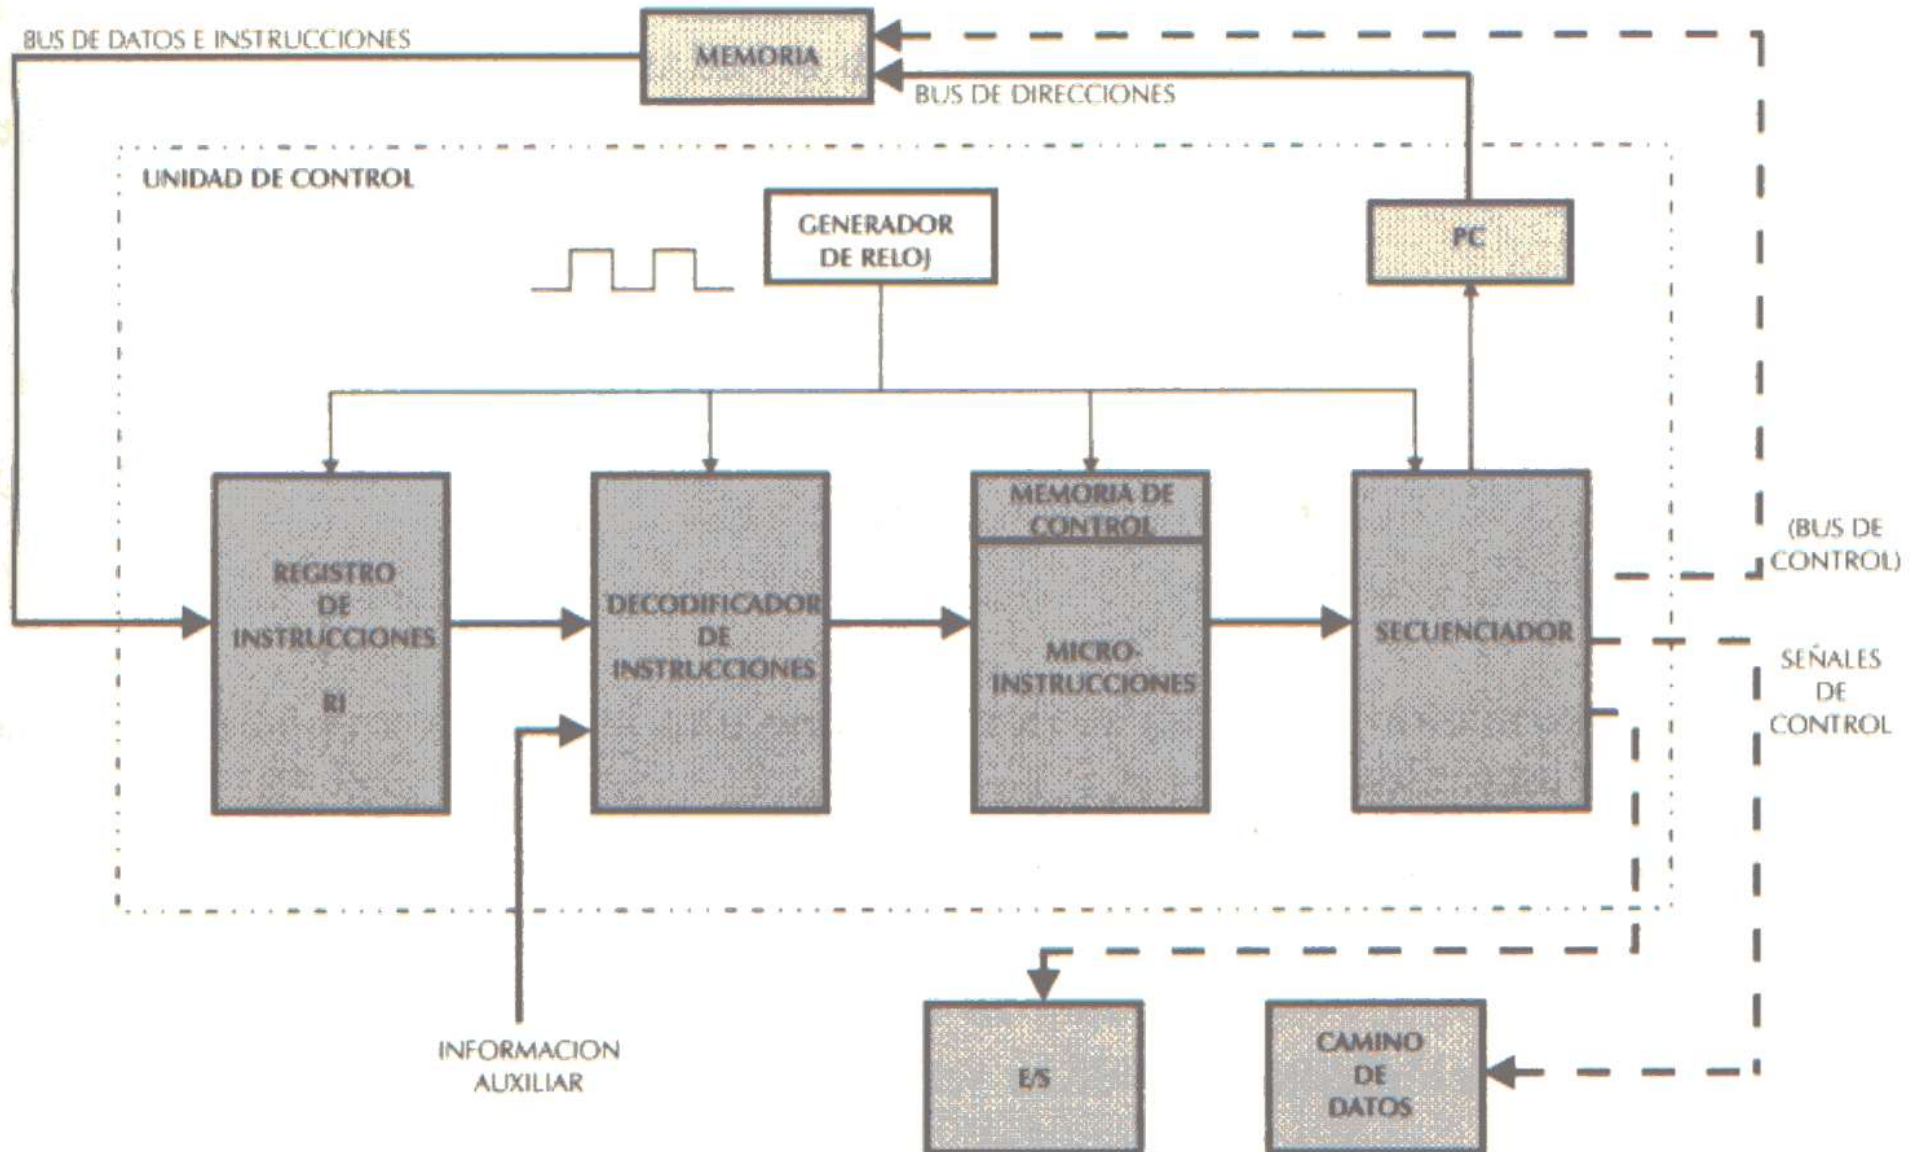 BUS DE DATOS E INSTRUCCIONES
MEMORIA
BUS DE DIRECCIONES
UNIDAD DE CONTROL
GENERADOR
DE RELOJ
PC
REGISTRO
DE
INSTRUCCIONES
RI
DECODIFICADOR
DE
INSTRUCCIONES
MEMORIA DE
CONTROL
MICRO-
INSTRUCCIONES
SECUENCIADOR
(BUS DE
CONTROL)
SEÑALES
DE
CONTROL
INFORMACION
AUXILIAR
E/S
CAMINO
DE
DATOS